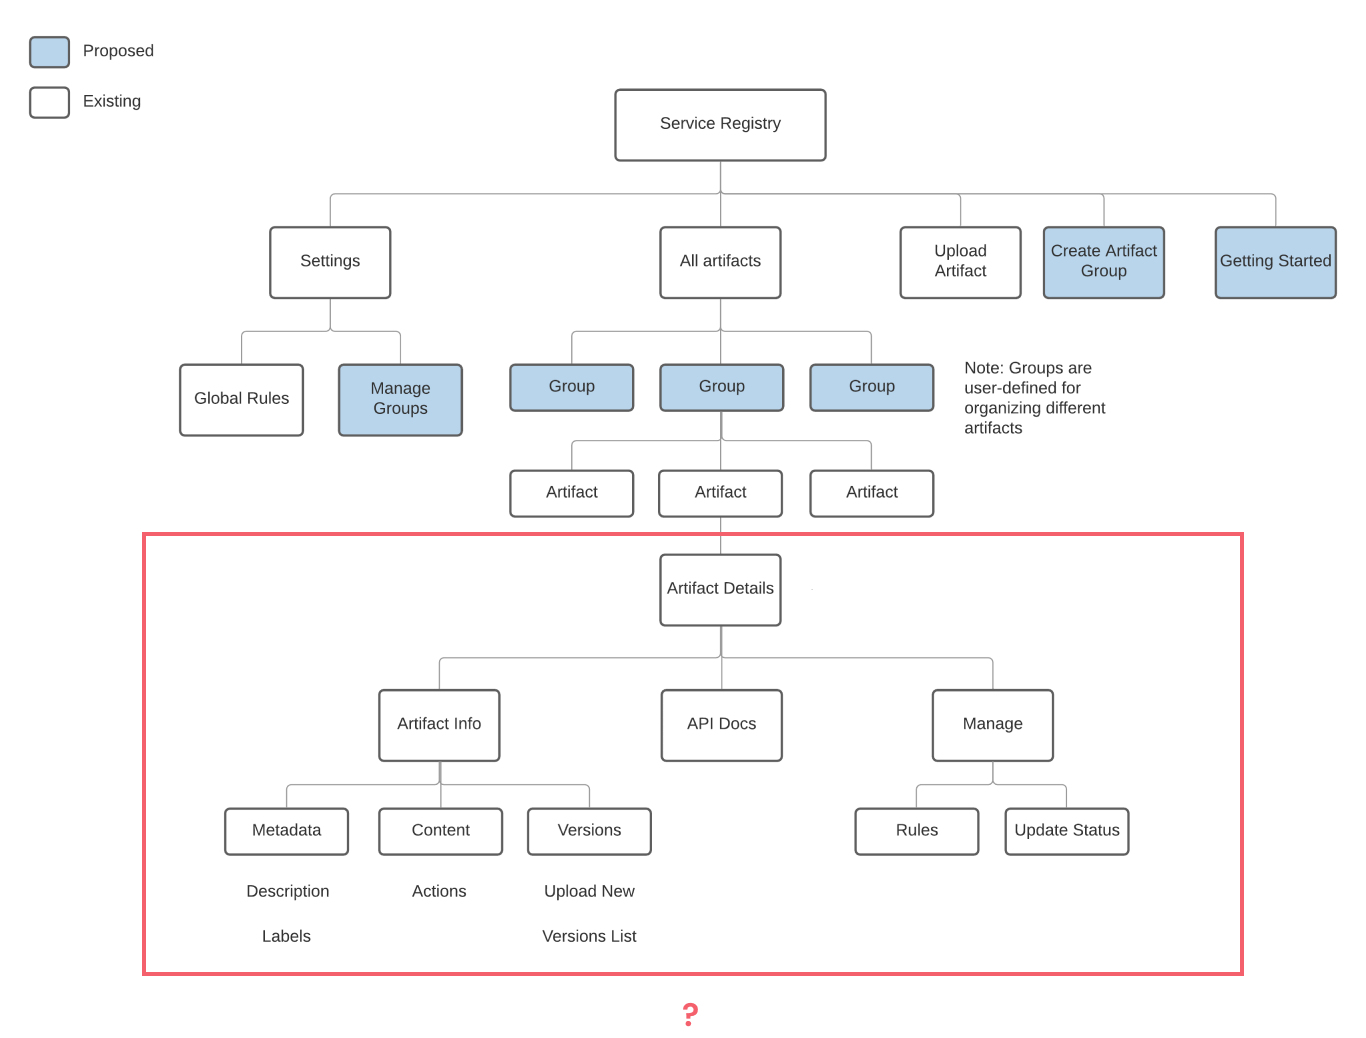 Proposed
Existing
Service Registry
Settings
All artifacts
Upload
Artifact
Create Artifact
Group
Getting Started
Global Rules
Manage
Groups
Group
Group
Group
Note: Groups are
user-defined for
organizing different
artifacts
Artifact
Artifact
Artifact
Artifact Details
Artifact Info
API Docs
Manage
Metadata
Content
Versions
Rules
Update Status
Description
Actions
Upload New
Labels
Versions List
?